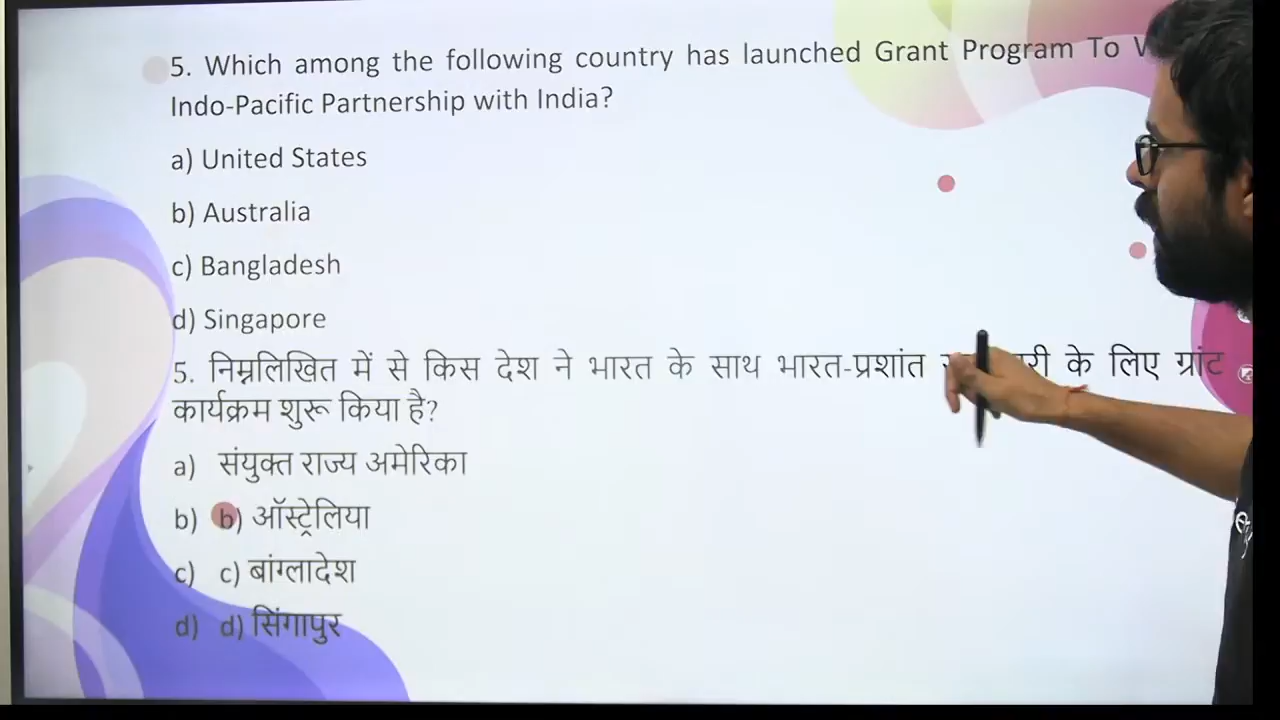 5. Which among the following country has launched Grant Program To
Indo-Pacific Partnership with India?
a) United States
b) Australia
c) Bangladesh
d) Singapore
5. निम्नलिखित में से किस देश ने भारत के साथ भारत-प्रशांत के लिए ग्रांट
कार्यक्रम शुरू किया है?
a) संयुक्त राज्य अमेरिका
b) b) ऑस्ट्रेलिया
c) c) बांग्लादेश
d) d) सिंगापुर